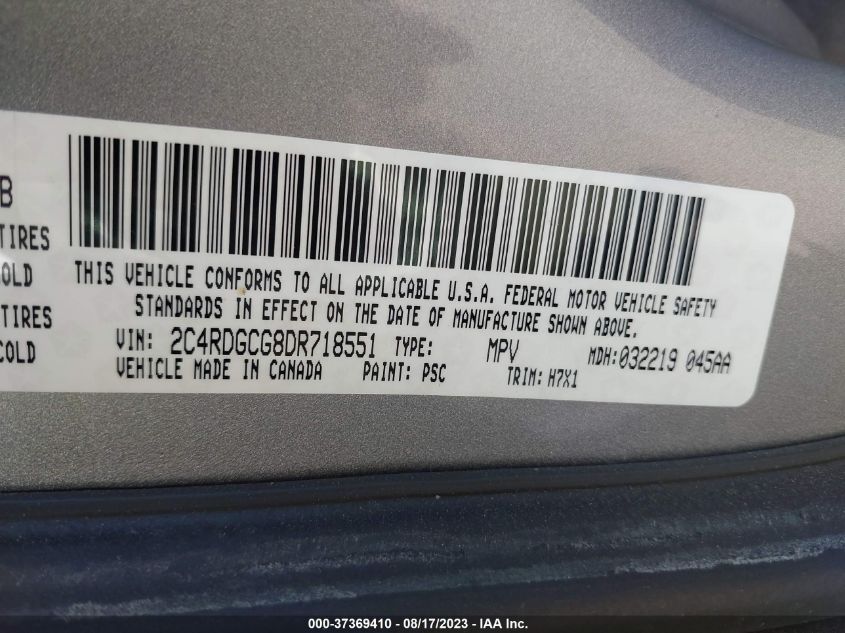 B
TIRES
COLD
TIRES
COLD
THIS VEHICLE CONFORMS TO ALL APPLICABLE U.S.A. FEDERAL MOTOR VEHICLE SAFETY
STANDARDS IN EFFECT ON THE DATE OF MANUFACTURE SHOWN ABOVE.
VIN: 2C4RDGCG8DR718551 TYPE: MPV MDH:032219 045AA
VEHICLE MADE IN CANADA PAINT: PSC TRIM: H7X1
000-37369410 - 08/17/2023 - IAA Inc.